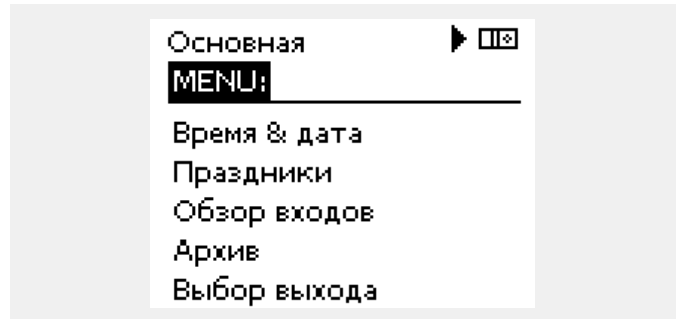 Основная
MENU:
Время & дата
Праздники
Обзор входов
Архив
Выбор выхода